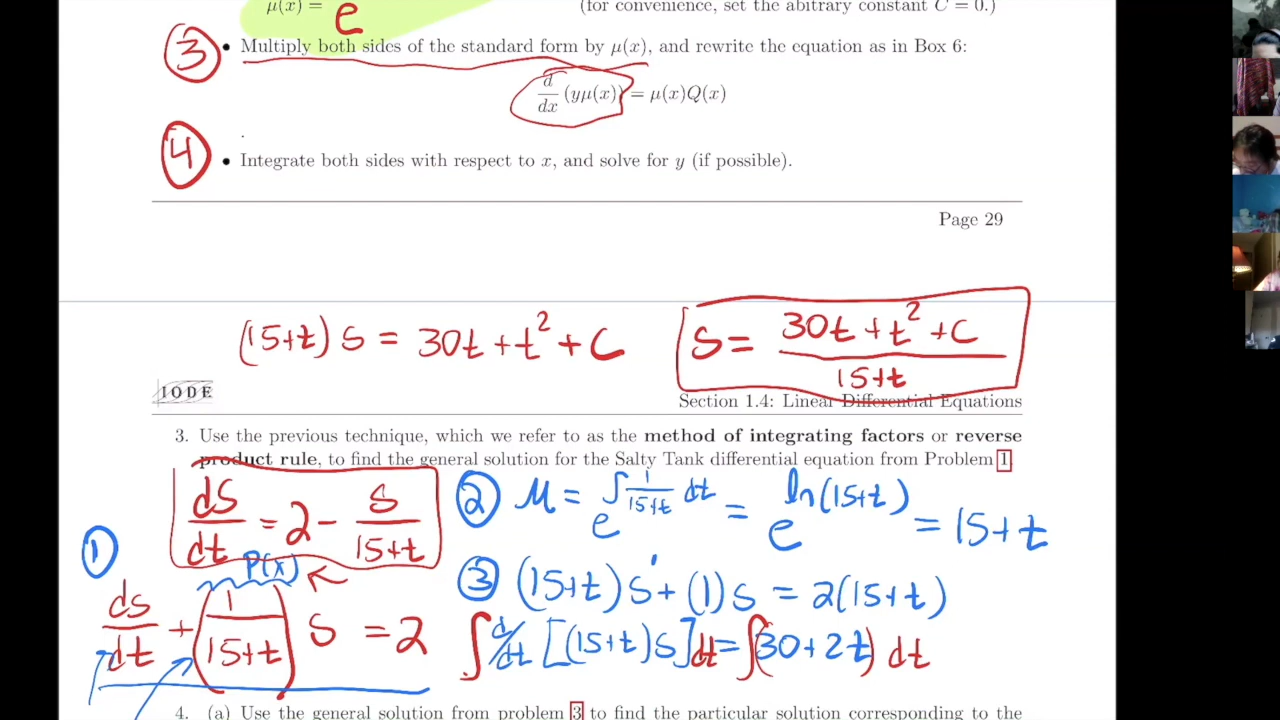 μ(x) = e (for convenience, set the abitrary constant C = 0.)
③ • Multiply both sides of the standard form by μ(x), and rewrite the equation as in Box 6:
d/dx (yμ(x)) = μ(x)Q(x)
④ • Integrate both sides with respect to x, and solve for y (if possible).
Page 29
(15+t) S = 30t + t² + C
S = (30t + t² + C)/(15+t)
IODE
Section 1.4: Linear Differential Equations
3. Use the previous technique, which we refer to as the method of integrating factors or reverse
product rule, to find the general solution for the Salty Tank differential equation from Problem 1.
dS/dt = 2 - S/(15+t)
① P(x)
dS/dt + (1/(15+t)) S = 2
② μ = e^(∫ 1/(15+t) dt) = e^(ln(15+t)) = 15+t
③ (15+t) S' + (1) S = 2(15+t)
∫ d/dt [(15+t) S] dt = ∫(30+2t) dt
4. (a) Use the general solution from problem 3 to find the particular solution corresponding to the